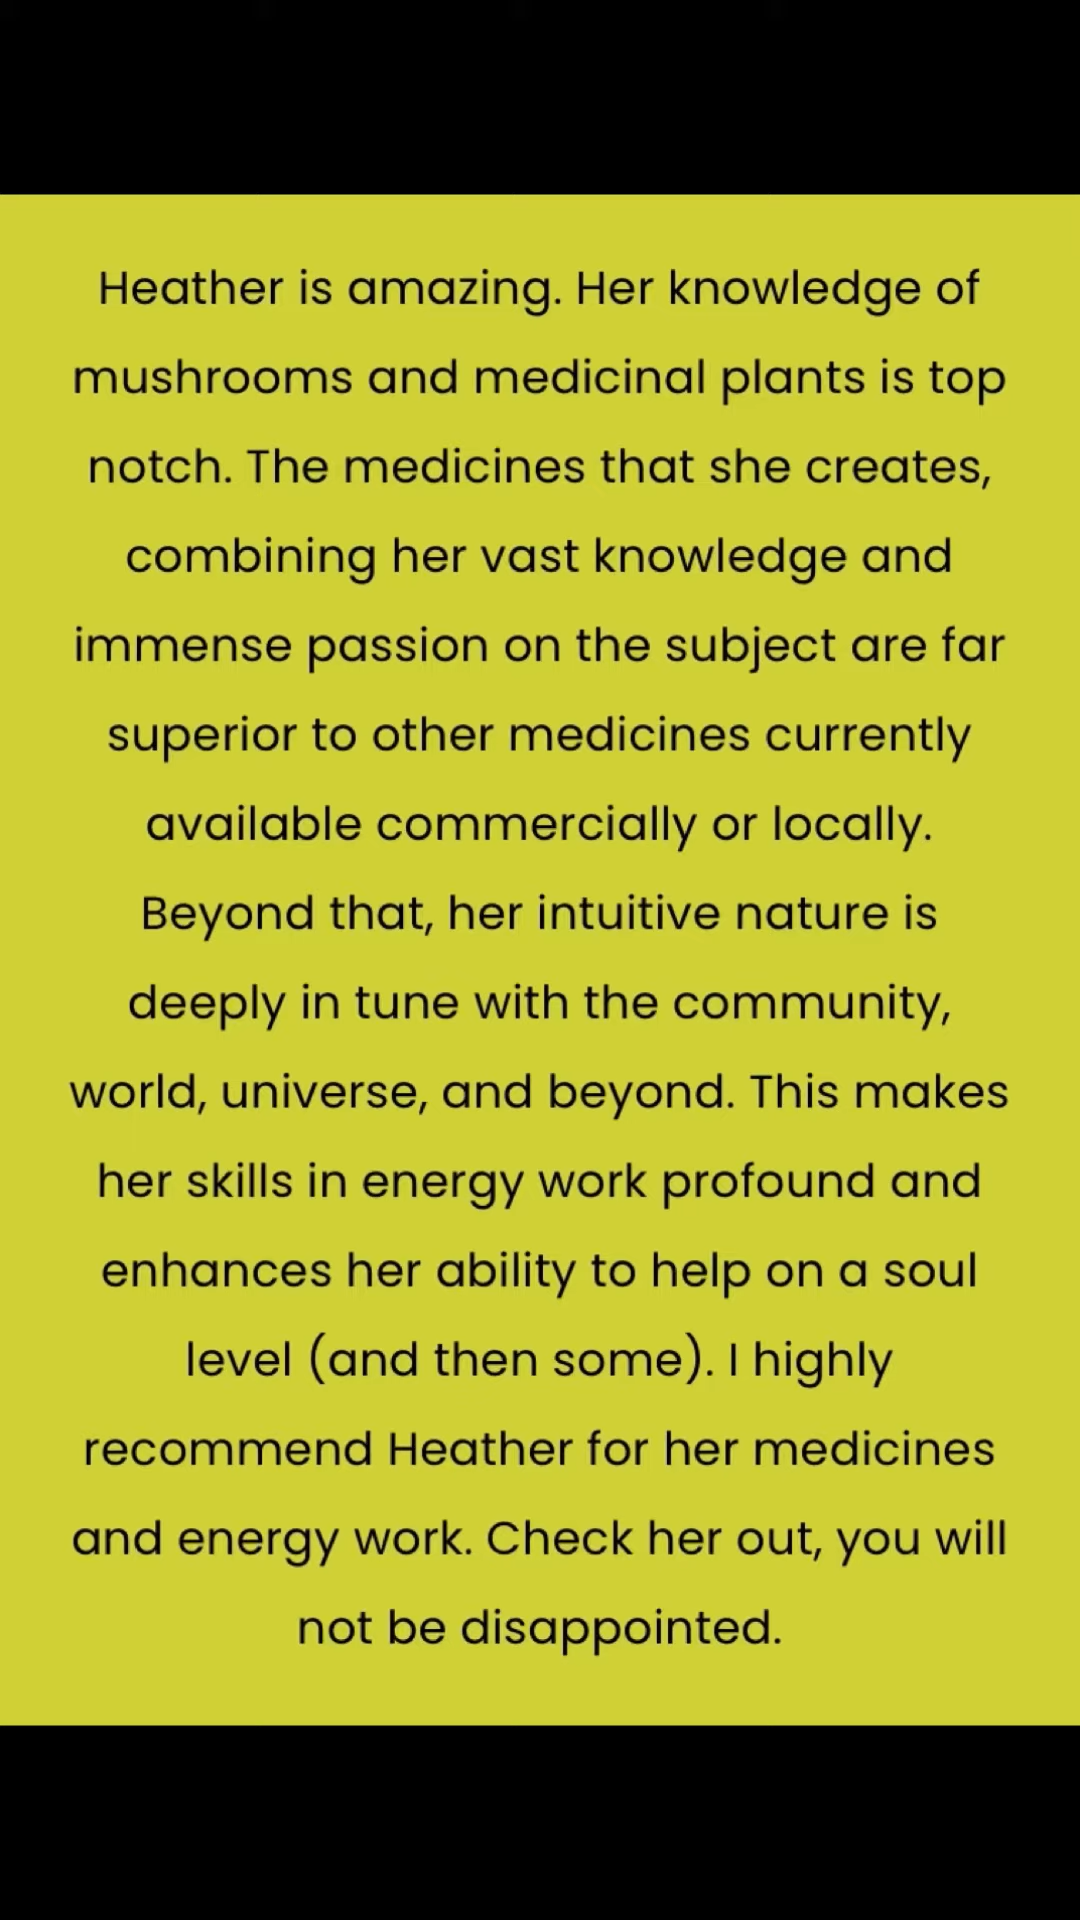 Heather is amazing. Her knowledge of
mushrooms and medicinal plants is top
notch. The medicines that she creates,
combining her vast knowledge and
immense passion on the subject are far
superior to other medicines currently
available commercially or locally.
Beyond that, her intuitive nature is
deeply in tune with the community,
world, universe, and beyond. This makes
her skills in energy work profound and
enhances her ability to help on a soul
level (and then some). I highly
recommend Heather for her medicines
and energy work. Check her out, you will
not be disappointed.